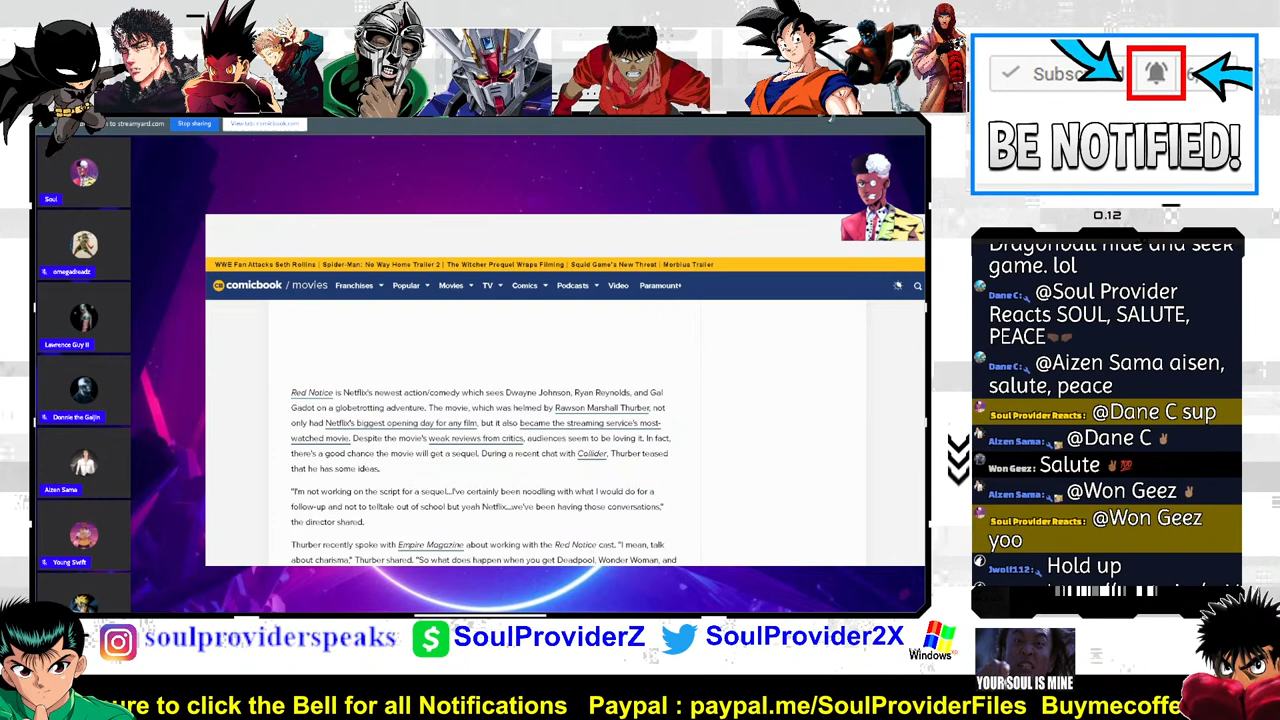 Subsc
BE NOTIFIED!
0.12
n to streamyard.com
Stop sharing
Soul
omegadreadz
Lawrence Guy II
Donnie the Gaijin
Aizen Sama
Young Swift
WWE Fan Attacks Seth Rollins | Spider-Man: No Way Home Trailer 2 | The Witcher Prequel Wraps Filming | Squid Game's New Threat | Morbius Trailer
CB comicbook / movies Franchises Popular Movies TV Comics Podcasts Video Paramount+
Red Notice is Netflix's newest action/comedy which sees Dwayne Johnson, Ryan Reynolds, and Gal
Gadot on a globetrotting adventure. The movie, which was helmed by Rawson Marshall Thurber, not
only had Netflix's biggest opening day for any film, but it also became the streaming service's most-
watched movie. Despite the movie's weak reviews from critics, audiences seem to be loving it. In fact,
there's a good chance the movie will get a sequel. During a recent chat with Collider, Thurber teased
that he has some ideas.
"I'm not working on the script for a sequel...I've certainly been noodling with what I would do for a
follow-up and not to telltale out of school but yeah Netflix...we've been having those conversations,"
the director shared.
Thurber recently spoke with Empire Magazine about working with the Red Notice cast. "I mean, talk
about charisma," Thurber shared. "So what does happen when you get Deadpool, Wonder Woman, and
Dragonball hide and seek
game. lol
Dane C: @Soul Provider
Reacts SOUL, SALUTE,
PEACE
Dane C: @Aizen Sama aisen,
salute, peace
Soul Provider Reacts: @Dane C sup
Aizen Sama: @Dane C
Won Geez: Salute 💯
Aizen Sama: @Won Geez
Soul Provider Reacts: @Won Geez
yoo
Jwolf112: Hold up
soulproviderspeaks
SoulProviderZ
SoulProvider2X
Windows
YOUR SOUL IS MINE
ure to click the Bell for all Notifications Paypal : paypal.me/SoulProviderFiles Buymecoffe